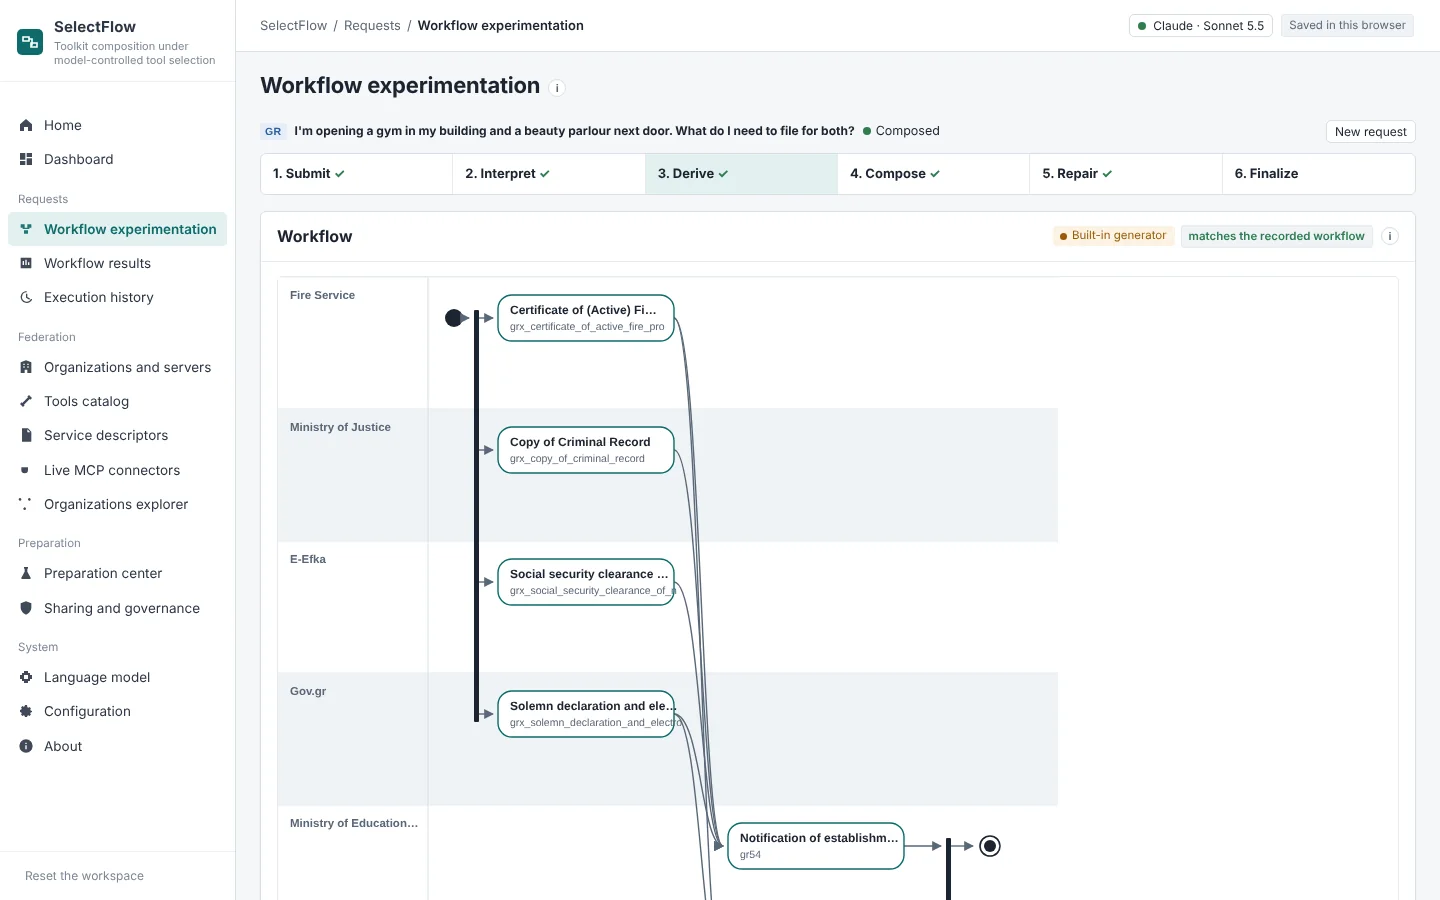 SelectFlow
Toolkit composition under
model-controlled tool selection
Home
Dashboard
Requests
Workflow experimentation
Workflow results
Execution history
Federation
Organizations and servers
Tools catalog
Service descriptors
Live MCP connectors
Organizations explorer
Preparation
Preparation center
Sharing and governance
System
Language model
Configuration
About
Reset the workspace
SelectFlow / Requests / Workflow experimentation
Claude · Sonnet 5.5
Saved in this browser
Workflow experimentation i
GR I'm opening a gym in my building and a beauty parlour next door. What do I need to file for both? Composed
New request
1. Submit ✓
2. Interpret ✓
3. Derive ✓
4. Compose ✓
5. Repair ✓
6. Finalize
Workflow
Built-in generator
matches the recorded workflow
i
Fire Service
Certificate of (Active) Fi...
grx_certificate_of_active_fire_pro
Ministry of Justice
Copy of Criminal Record
grx_copy_of_criminal_record
E-Efka
Social security clearance ...
grx_social_security_clearance_of_n
Gov.gr
Solemn declaration and ele...
grx_solemn_declaration_and_electro
Ministry of Education...
Notification of establishm...
gr54